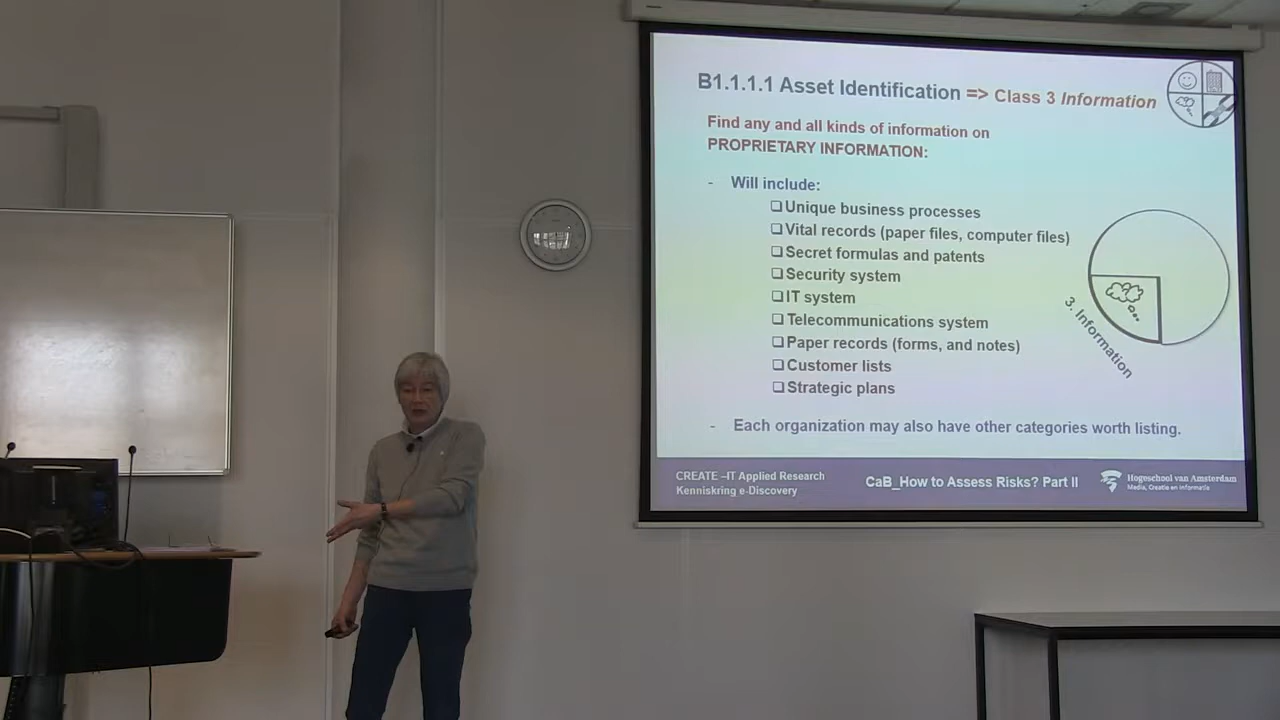 B1.1.1.1 Asset Identification => Class 3 Information
Find any and all kinds of information on
PROPRIETARY INFORMATION:
- Will include:
❑Unique business processes
❑Vital records (paper files, computer files)
❑Secret formulas and patents
❑Security system
❑IT system
❑Telecommunications system
❑Paper records (forms, and notes)
❑Customer lists
❑Strategic plans
3. Information
- Each organization may also have other categories worth listing.
CREATE –IT Applied Research
Kenniskring e-Discovery
CaB_How to Assess Risks? Part II
Hogeschool van Amsterdam
Media, Creatie en Informatie